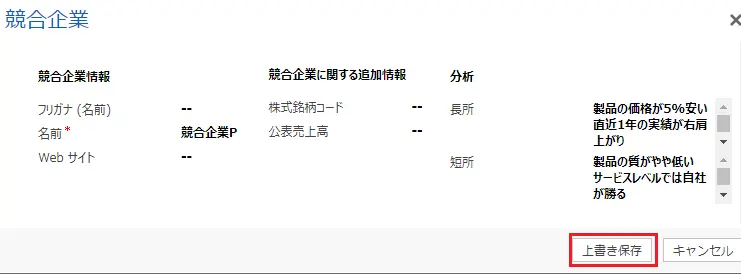 競合企業
競合企業情報
フリガナ (名前) --
名前* 競合企業P
Web サイト --
競合企業に関する追加情報
株式銘柄コード --
公表売上高 --
分析
長所
製品の価格が5%安い
直近1年の実績が右肩
上がり
短所
製品の質がやや低い
サービスレベルでは自社
が勝る
上書き保存
キャンセル